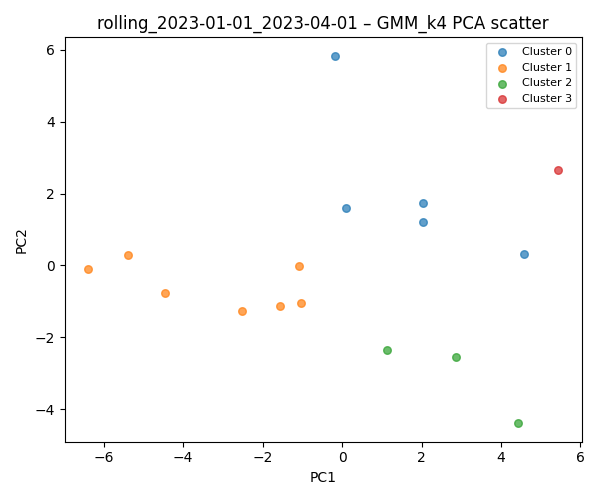 rolling_2023-01-01_2023-04-01 – GMM_k4 PCA scatter
Cluster 0
Cluster 1
Cluster 2
Cluster 3
6
4
2
0
−2
−4
PC2
−6
−4
−2
0
2
4
6
PC1